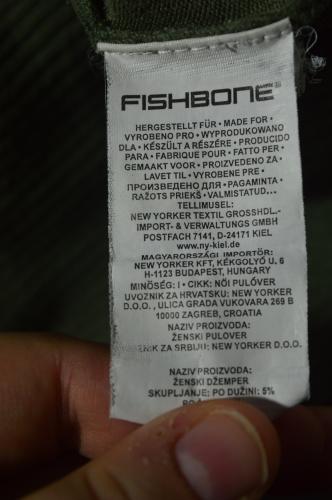 FISHBONE®
HERGESTELLT FÜR • MADE FOR •
VYROBENO PRO • WYPRODUKOWANO
DLA • KÉSZÜLT A RÉSZÉRE • PRODUCIDO
PARA • FABRIQUE POUR • FATTO PER •
GEMAAKT VOOR • PROIZVEDENO ZA •
LAVET TIL • VYROBENE PRE •
ПРОИЗВЕДЕНО ДЛЯ • PAGAMINTA •
RAŽOTS PRIEKŠ • VALMISTATUD
TELLIMUSEL:
NEW YORKER TEXTIL GROSSHDL.-
IMPORT- & VERWALTUNGS GMBH
POSTFACH 7141, D-24171 KIEL
www.ny-kiel.de
MAGYARORSZÁGI IMPORTŐR:
NEW YORKER KFT, KÉKGOLYÓ U. 6
H-1123 BUDAPEST, HUNGARY
MINŐSÉG: I • CIKK: NŐI PULÓVER
UVOZNIK ZA HRVATSKU: NEW YORKER
D.O.O., ULICA GRADA VUKOVARA 269 B
10000 ZAGREB, CROATIA
NAZIV PROIZVODA:
ŽENSKI PULOVER
ZA SRBIJU: NEW YORKER D.O.O.
NAZIV PROIZVODA:
ŽENSKI DŽEMPER
SKUPLJANJE: PO DUŽINI: 5%